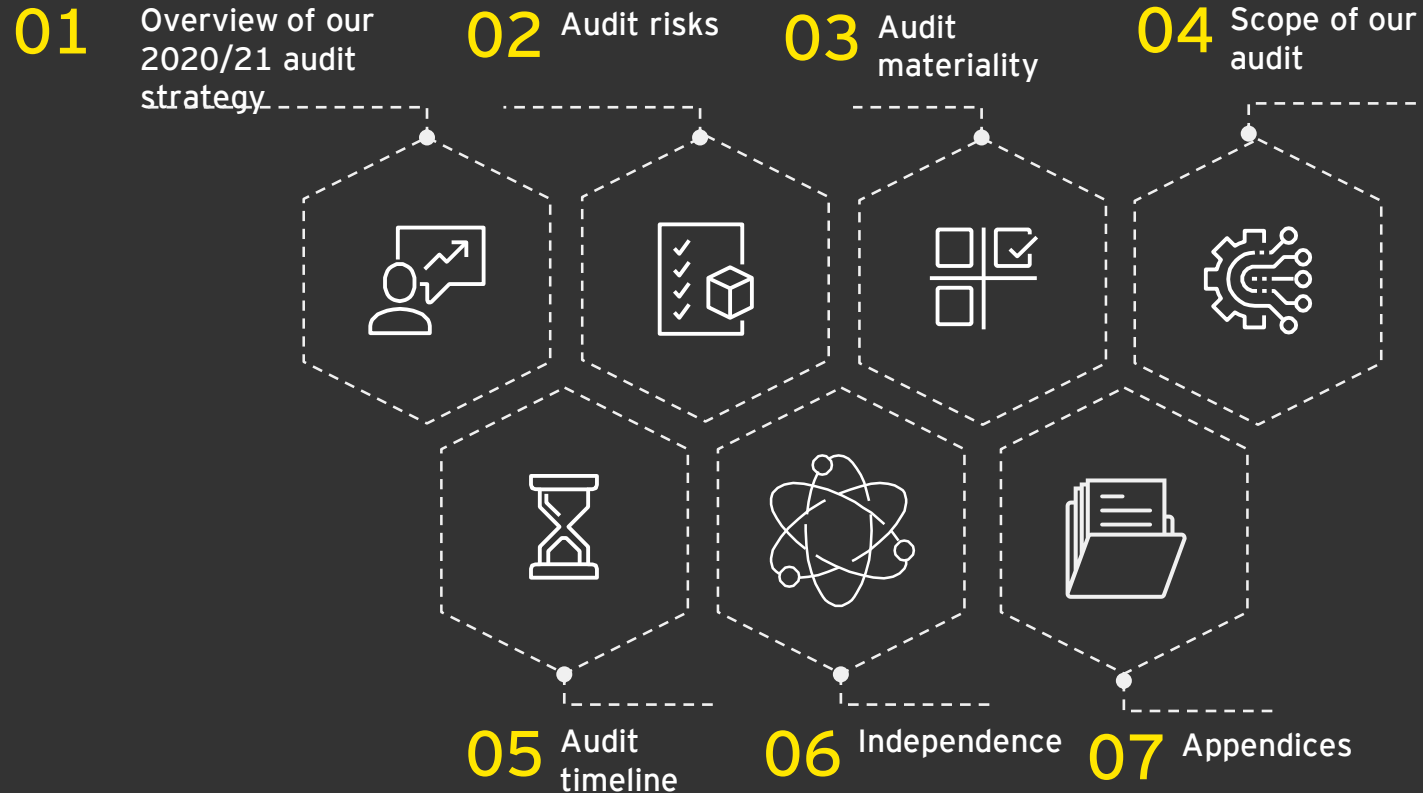 01
Overview of our
2020/21 audit
strategy
02
Audit risks
03
Audit
materiality
04
Scope of our
audit
05
Audit
timeline
06
Independence
07
Appendices